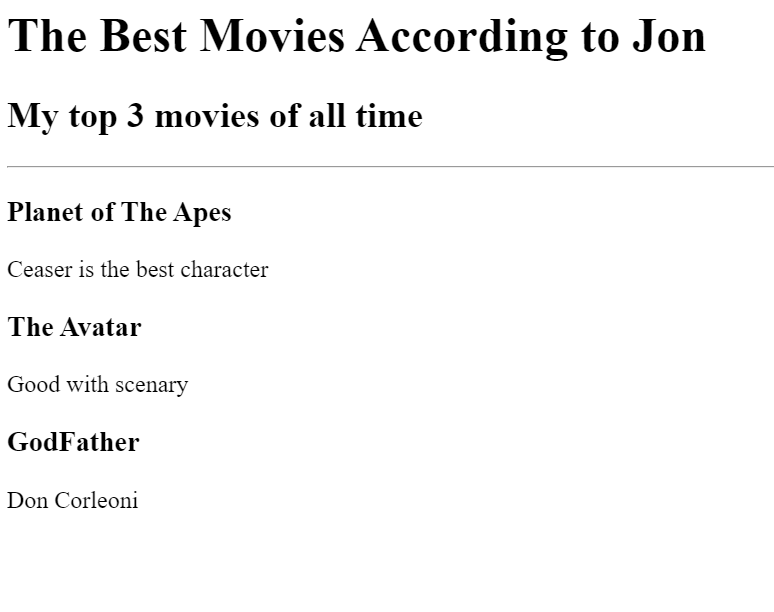 The Best Movies According to Jon
My top 3 movies of all time
Planet of The Apes
Ceaser is the best character
The Avatar
Good with scenary
GodFather
Don Corleoni